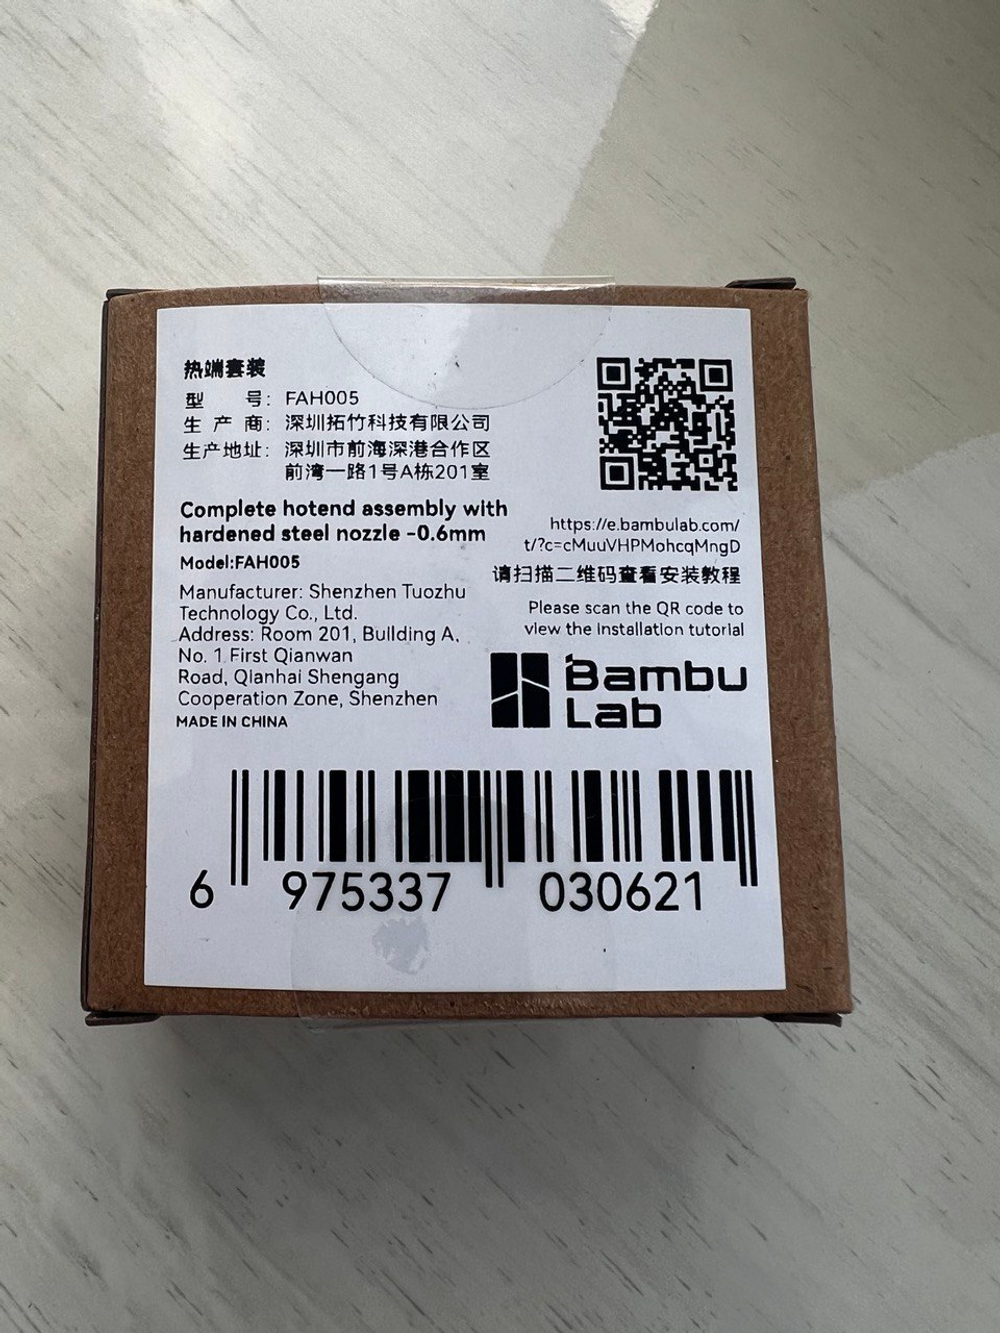 热端套装
型 号： FAH005
生 产 商： 深圳拓竹科技有限公司
生产地址： 深圳市前海深港合作区
前湾一路1号A栋201室
Complete hotend assembly with
hardened steel nozzle -0.6mm
Model:FAH005
Manufacturer: Shenzhen Tuozhu
Technology Co., Ltd.
Address: Room 201, Building A,
No. 1 First Qianwan
Road, Qianhai Shengang
Cooperation Zone, Shenzhen
MADE IN CHINA
https://e.bambulab.com/
t/?c=cMuuVHPMohcqMngD
请扫描二维码查看安装教程
Please scan the QR code to
view the installation tutorial
Bambu
Lab
6 975337 030621